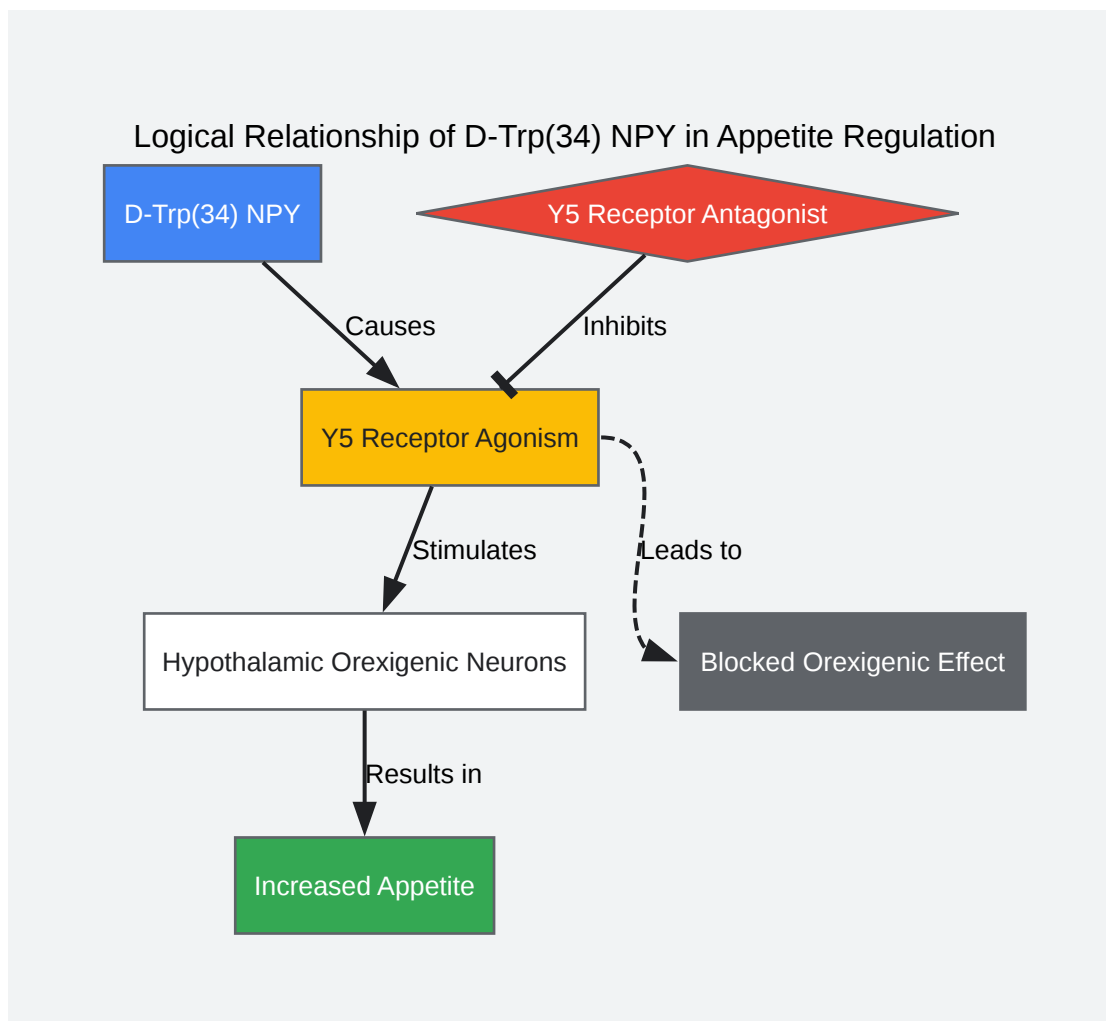 Logical Relationship of D-Trp(34) NPY in Appetite Regulation
D-Trp(34) NPY
Y5 Receptor Antagonist
Causes
Inhibits
Y5 Receptor Agonism
Stimulates
Leads to
Hypothalamic Orexigenic Neurons
Blocked Orexigenic Effect
Results in
Increased Appetite